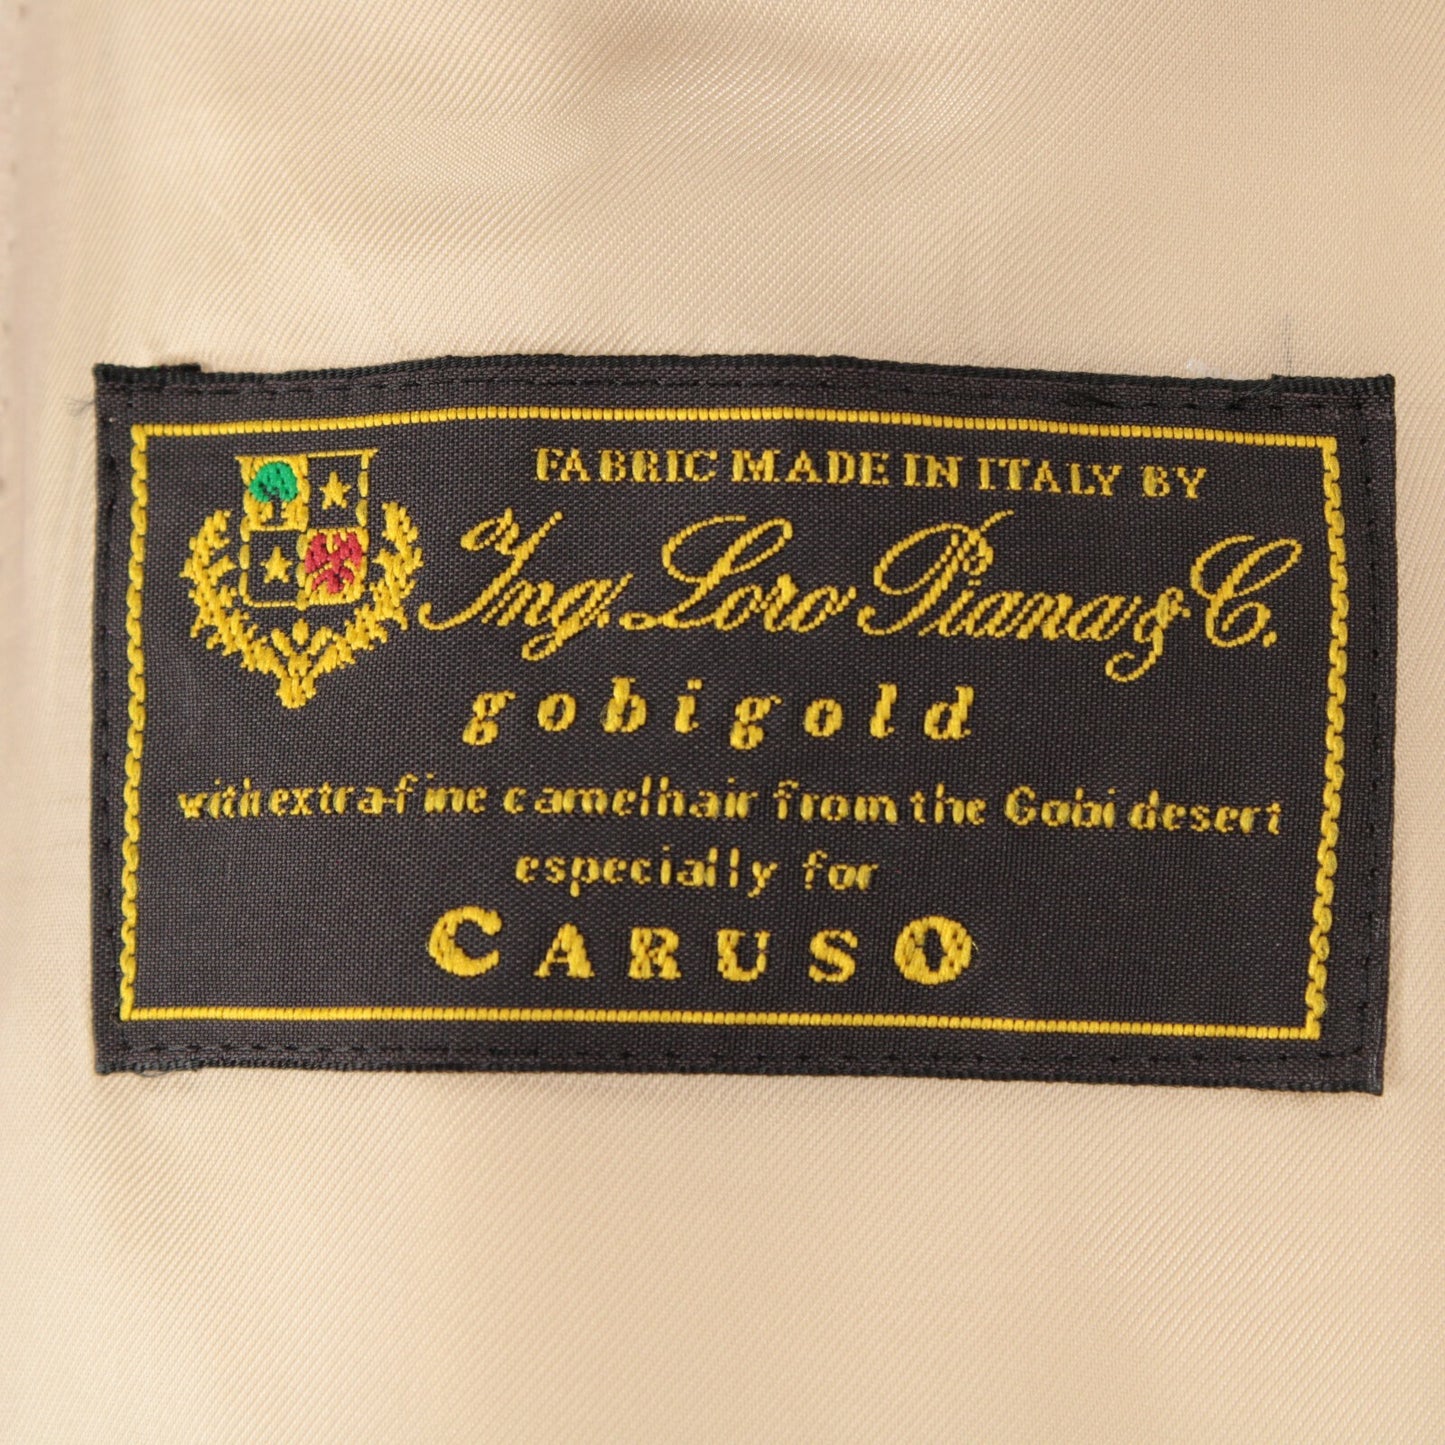 FABRIC MADE IN ITALY BY
Ing. Loro Piana & C.
gobigold
with extra-fine camelhair from the Gobi desert
especially for
CARUSO